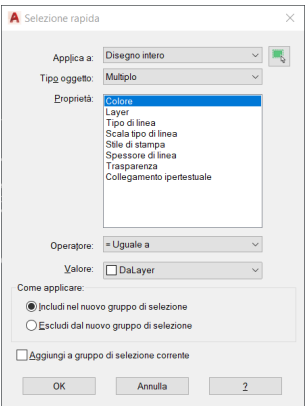 A Selezione rapida
Applica a: Disegno intero
Tipo oggetto: Multiplo
Proprietà: Colore
Layer
Tipo di linea
Scala tipo di linea
Stile di stampa
Spessore di linea
Trasparenza
Collegamento ipertestuale
Operatore: = Uguale a
Valore: DaLayer
Come applicare:
Includi nel nuovo gruppo di selezione
Escludi dal nuovo gruppo di selezione
Aggiungi a gruppo di selezione corrente
OK Annulla ?